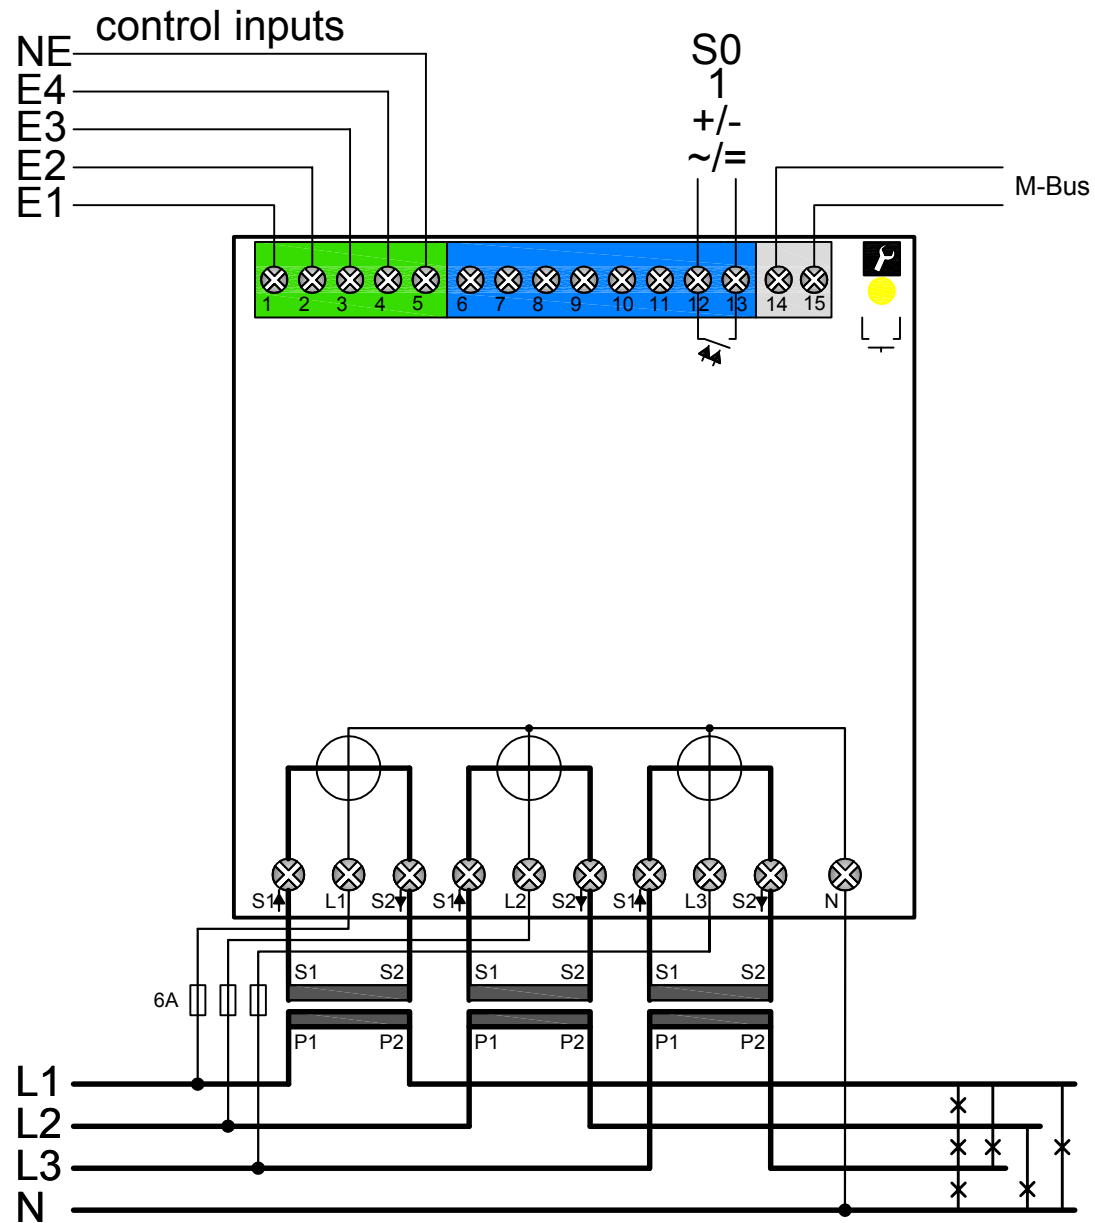 control inputs
NE
E4
E3
E2
E1
S0
1
+/-
~/=
M-Bus
1 2 3 4 5 6 7 8 9 10 11 12 13 14 15
S1 L1 S2 S1 L2 S2 S1 L3 S2 N
S1 S2 S1 S2 S1 S2
6A
P1 P2 P1 P2 P1 P2
L1
L2
L3
N